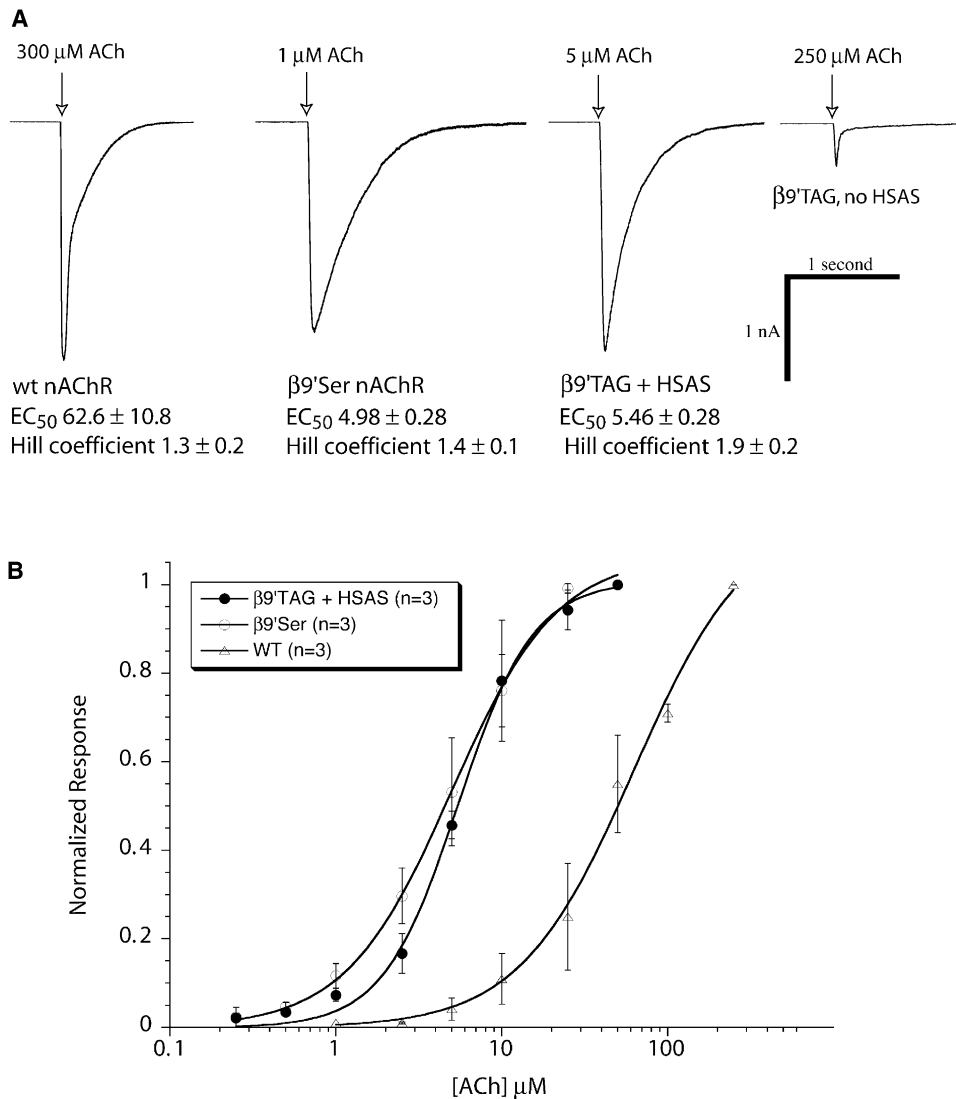 A
300 µM ACh
1 µM ACh
5 µM ACh
250 µM ACh
β9'TAG, no HSAS
1 second
1 nA
wt nAChR
EC50 62.6 ± 10.8
Hill coefficient 1.3 ± 0.2
β9'Ser nAChR
EC50 4.98 ± 0.28
Hill coefficient 1.4 ± 0.1
β9'TAG + HSAS
EC50 5.46 ± 0.28
Hill coefficient 1.9 ± 0.2
B
β9'TAG + HSAS (n=3)
β9'Ser (n=3)
WT (n=3)
Normalized Response
1
0.8
0.6
0.4
0.2
0
0.1
1
10
100
[ACh] µM